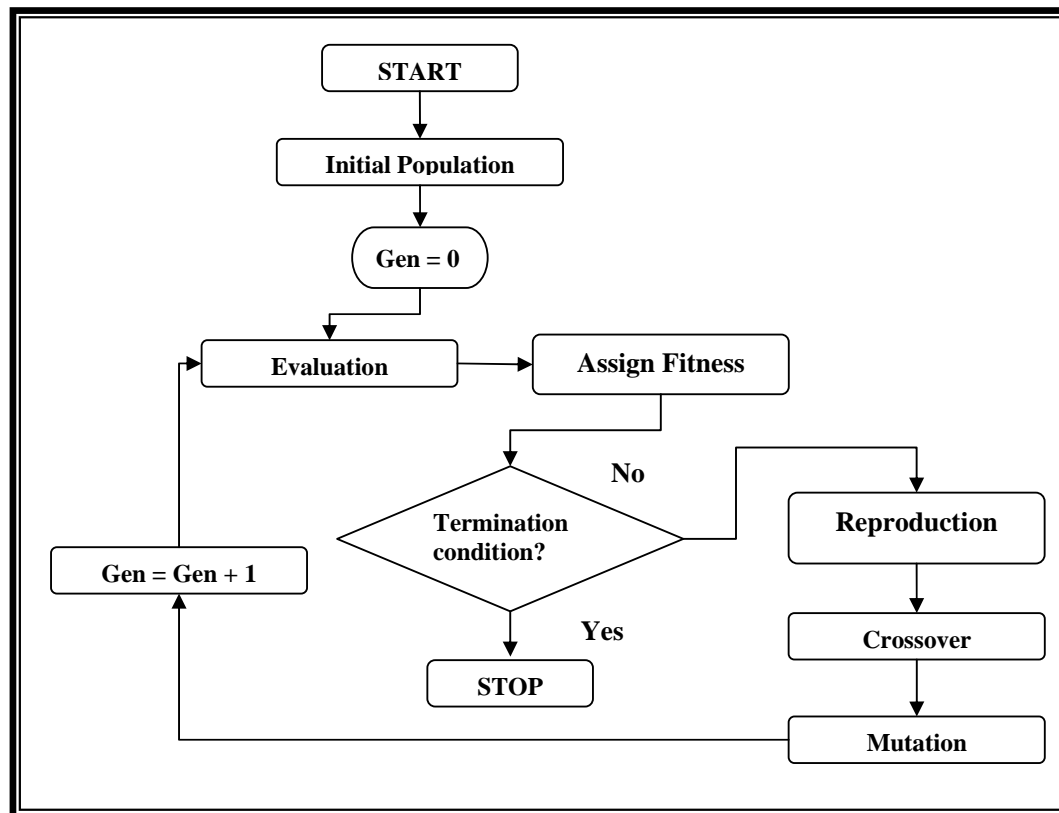 START
Initial Population
Gen = 0
Evaluation
Assign Fitness
No
Termination
condition?
Reproduction
Gen = Gen + 1
Yes
Crossover
STOP
Mutation